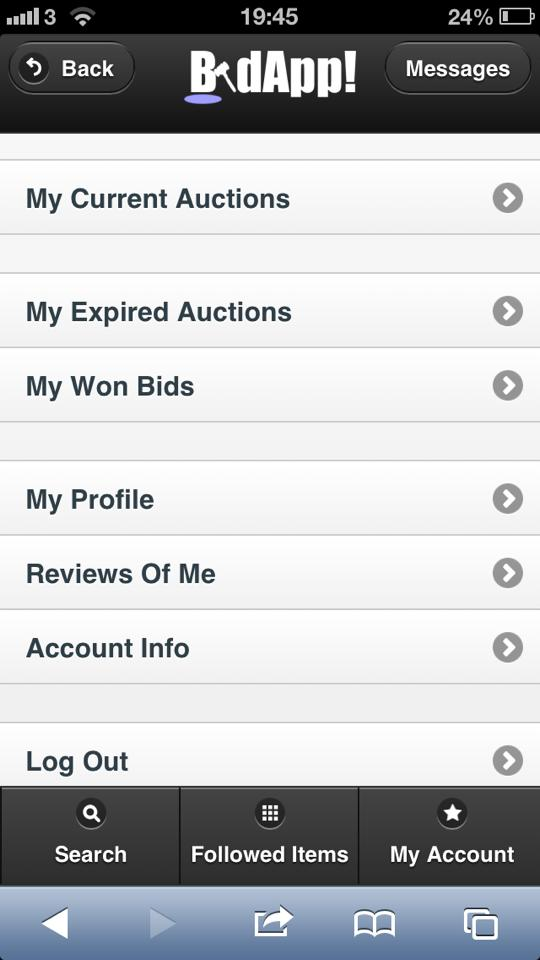 3 19:45 24%
Back BidApp! Messages
My Current Auctions
My Expired Auctions
My Won Bids
My Profile
Reviews Of Me
Account Info
Log Out
Search Followed Items My Account